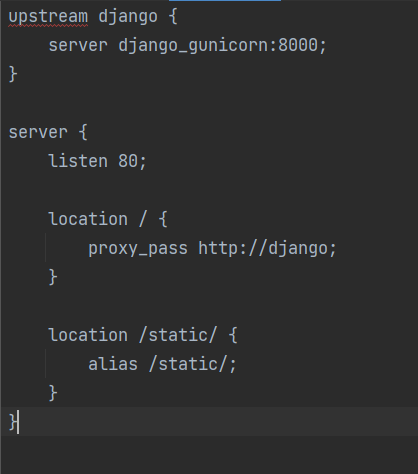 upstream django {
    server django_gunicorn:8000;
}

server {
    listen 80;

    location / {
        proxy_pass http://django;
    }

    location /static/ {
        alias /static/;
    }
}